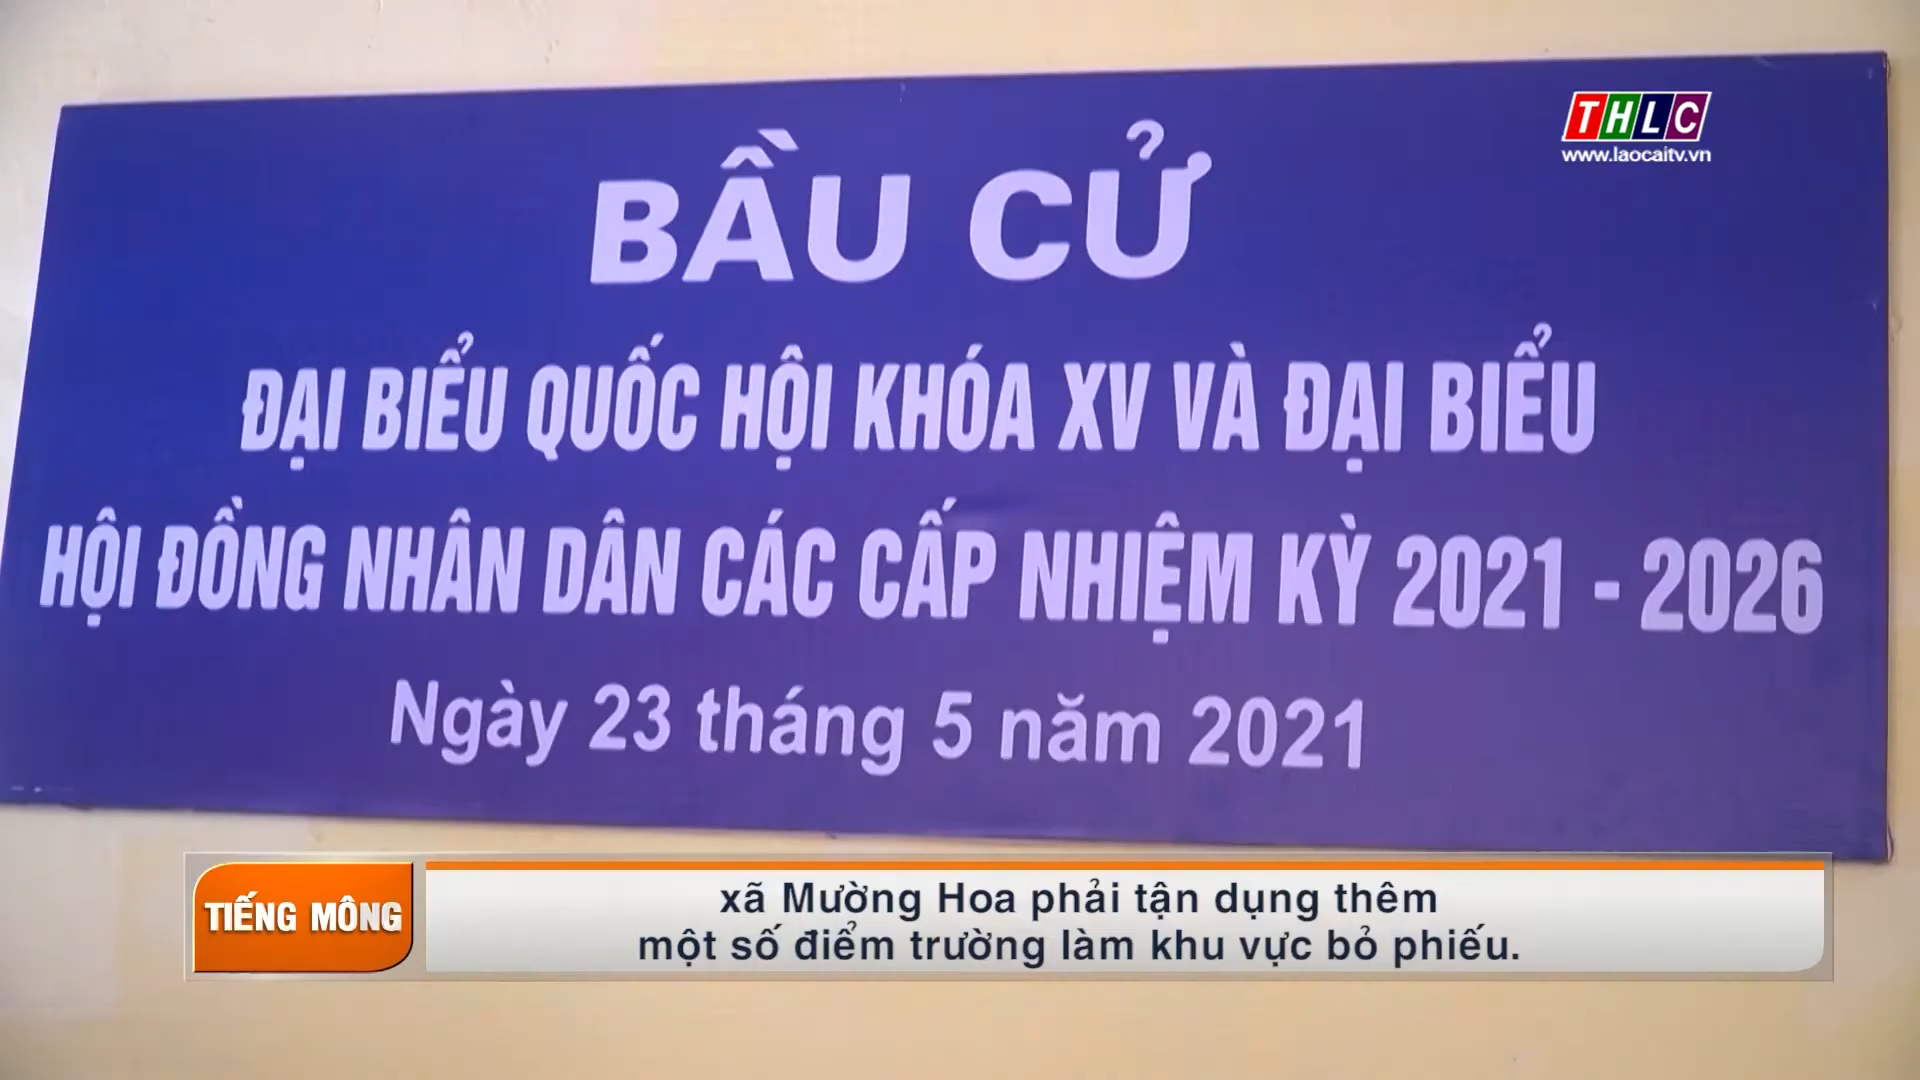 THLC
www.laocaitv.vn
BẦU CỬ
ĐẠI BIỂU QUỐC HỘI KHÓA XV VÀ ĐẠI BIỂU
HỘI ĐỒNG NHÂN DÂN CÁC CẤP NHIỆM KỲ 2021 - 2026
Ngày 23 tháng 5 năm 2021
TIẾNG MÔNG
xã Mường Hoa phải tận dụng thêm
một số điểm trường làm khu vực bỏ phiếu.